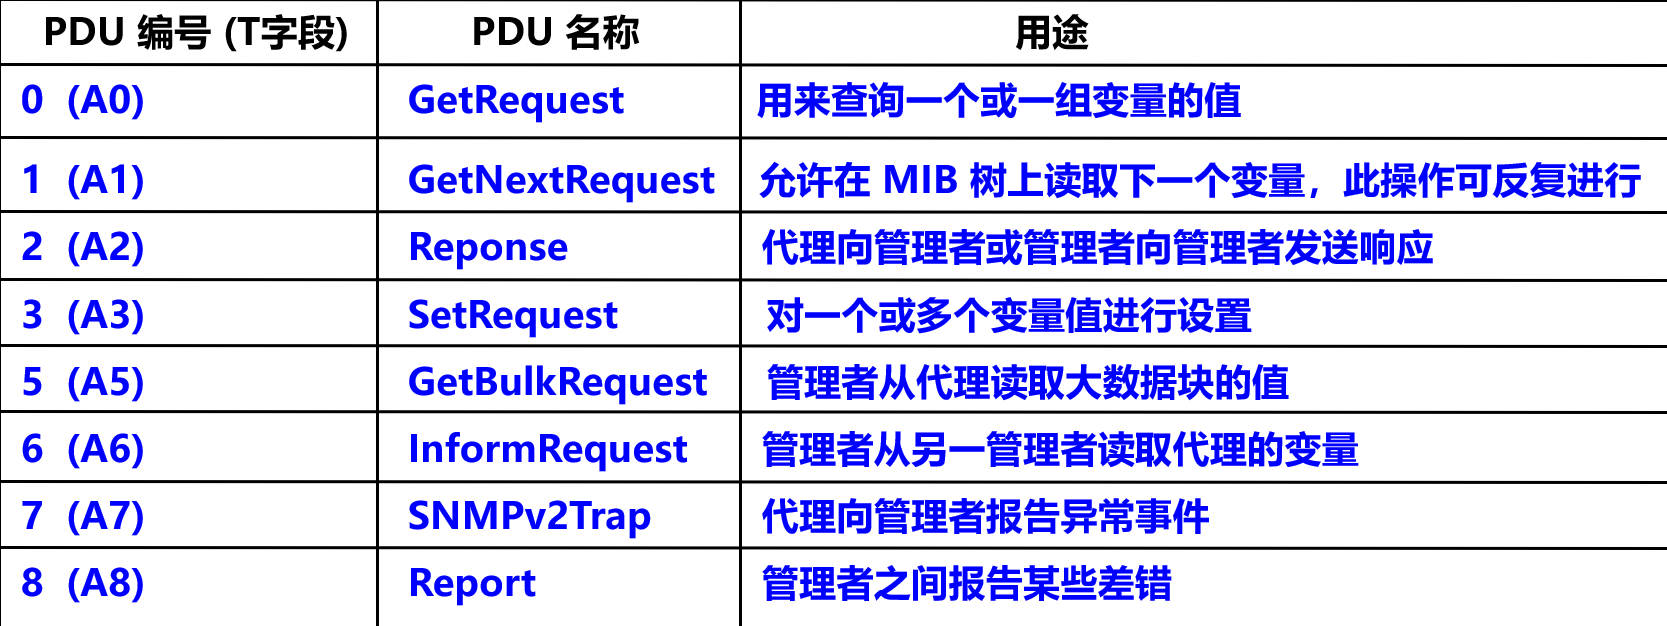 PDU 编号 (T字段) PDU 名称 用途
0 (A0) GetRequest 用来查询一个或一组变量的值
1 (A1) GetNextRequest 允许在 MIB 树上读取下一个变量，此操作可反复进行
2 (A2) Reponse 代理向管理者或管理者向管理者发送响应
3 (A3) SetRequest 对一个或多个变量值进行设置
5 (A5) GetBulkRequest 管理者从代理读取大数据块的值
6 (A6) InformRequest 管理者从另一管理者读取代理的变量
7 (A7) SNMPv2Trap 代理向管理者报告异常事件
8 (A8) Report 管理者之间报告某些差错